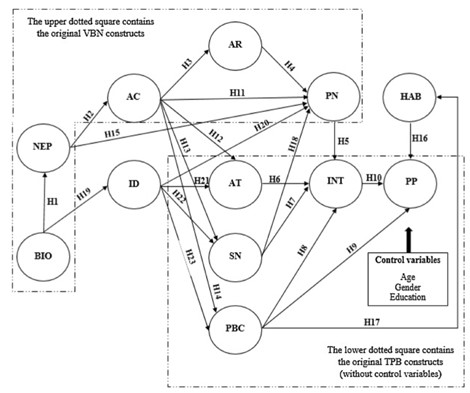 The upper dotted square contains
the original VBN constructs
AR
H3
H4
AC
H11
PN
HAB
H2
H15
H12
H20
H13
H18
H5
H16
NEP
ID
H21
AT
H6
INT
H10
PP
H1
H19
H22
H7
BIO
H23
H14
SN
H8
H9
Control variables
Age
Gender
Education
PBC
H17
The lower dotted square contains
the original TPB constructs
(without control variables)